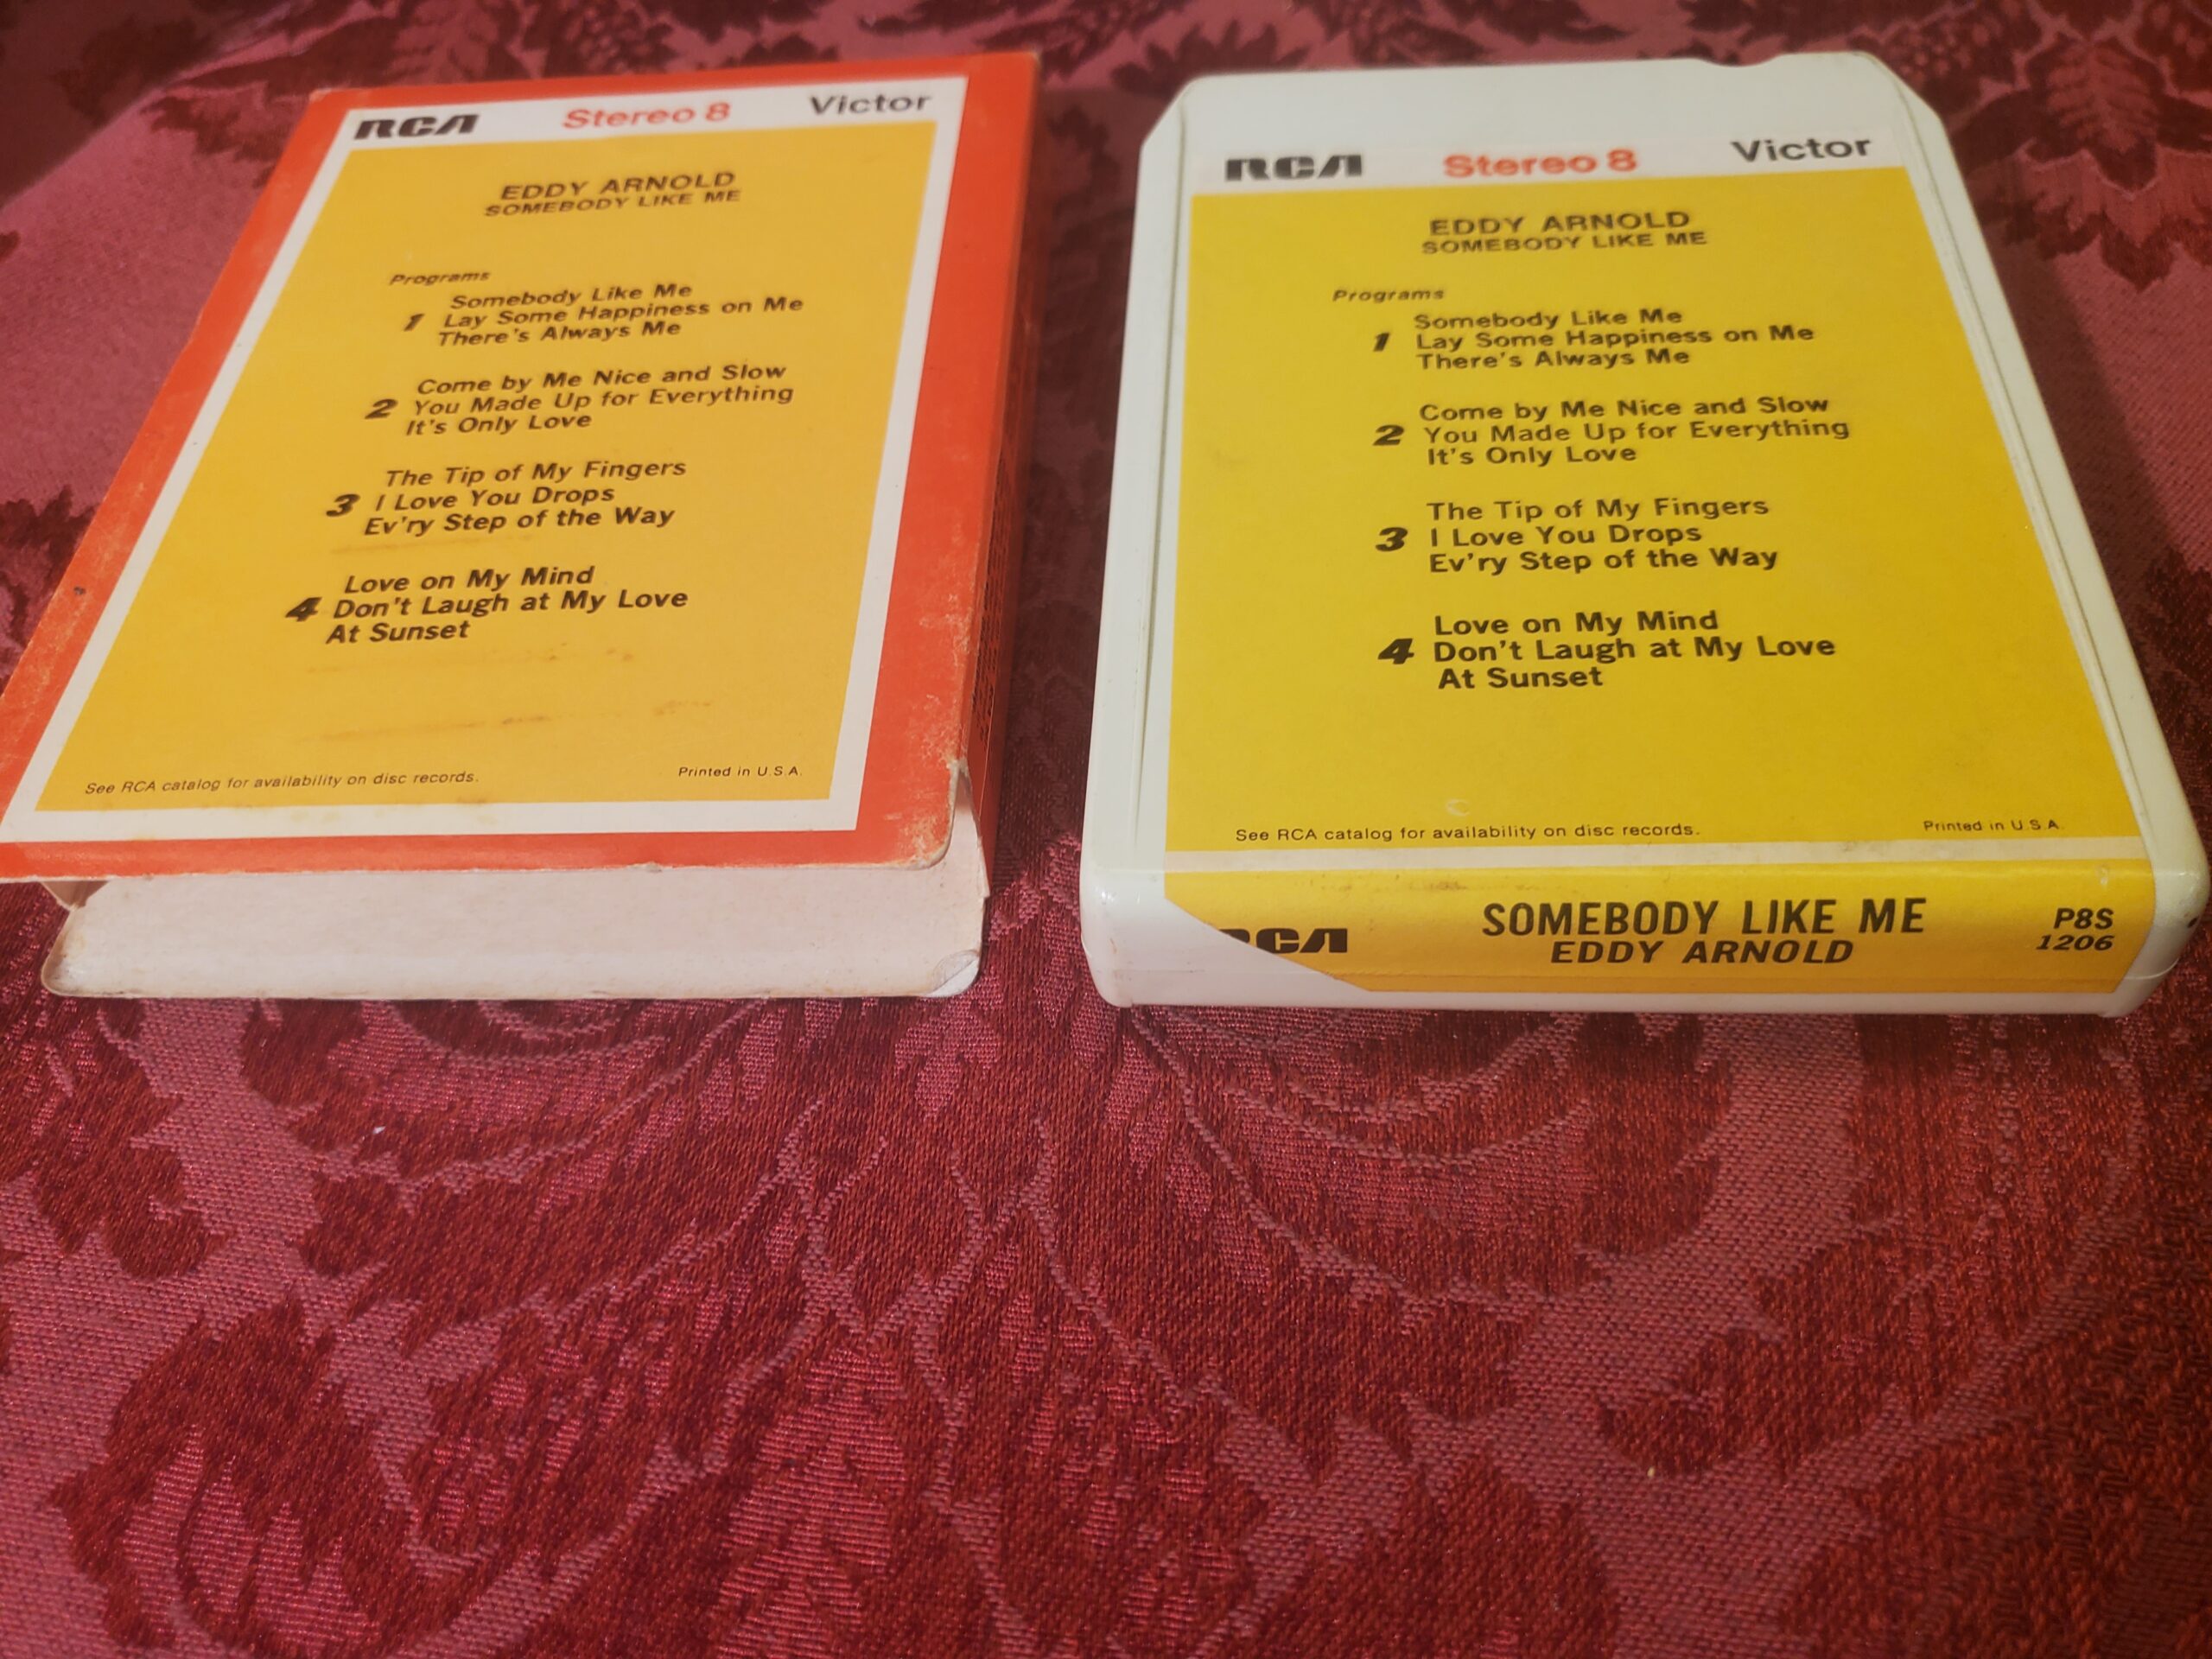 RCA Stereo 8 Victor
EDDY ARNOLD
SOMEBODY LIKE ME
Programs
1
Somebody Like Me
Lay Some Happiness on Me
There's Always Me
2
Come by Me Nice and Slow
You Made Up for Everything
It's Only Love
3
The Tip of My Fingers
I Love You Drops
Ev'ry Step of the Way
4
Love on My Mind
Don't Laugh at My Love
At Sunset
See RCA catalog for availability on disc records. Printed in U.S.A.
RCA Stereo 8 Victor
EDDY ARNOLD
SOMEBODY LIKE ME
Programs
1
Somebody Like Me
Lay Some Happiness on Me
There's Always Me
2
Come by Me Nice and Slow
You Made Up for Everything
It's Only Love
3
The Tip of My Fingers
I Love You Drops
Ev'ry Step of the Way
4
Love on My Mind
Don't Laugh at My Love
At Sunset
See RCA catalog for availability on disc records. Printed in U.S.A.
RCA
SOMEBODY LIKE ME
EDDY ARNOLD
P8S
1206